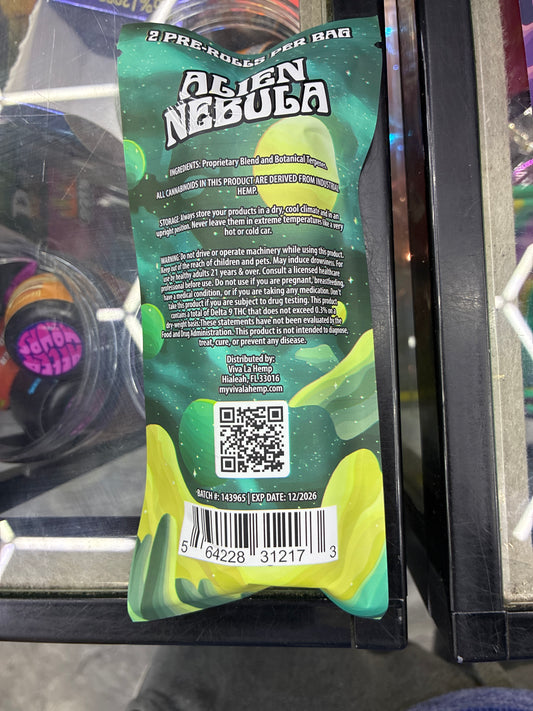 2 PRE-ROLLS PER BAG
ALIEN
NEBULA
INGREDIENTS: Proprietary Blend and Botanical Terpenes.
ALL CANNABINOIDS IN THIS PRODUCT ARE DERIVED FROM INDUSTRIAL
HEMP.
STORAGE: Always store your products in a dry, cool climate and in an
upright position. Never leave them in extreme temperatures like a very
hot or cold car.
WARNING: Do not drive or operate machinery while using this product.
Keep out of the reach of children and pets. May induce drowsiness. For
use by healthy adults 21 years & over. Consult a licensed healthcare
professional before use. Do not use if you are pregnant, breastfeeding,
have a medical condition, or if you are taking any medication. Don't
take this product if you are subject to drug testing. This product
contains a total of Delta 9 THC that does not exceed 0.3% on a
dry-weight basis. These statements have not been evaluated by the
Food and Drug Administration. This product is not intended to diagnose,
treat, cure, or prevent any disease.
Distributed by:
Viva La Hemp
Hialeah, FL 33016
myvivalahemp.com
BATCH #: 143965 | EXP DATE: 12/2026
5 64228 31217 3